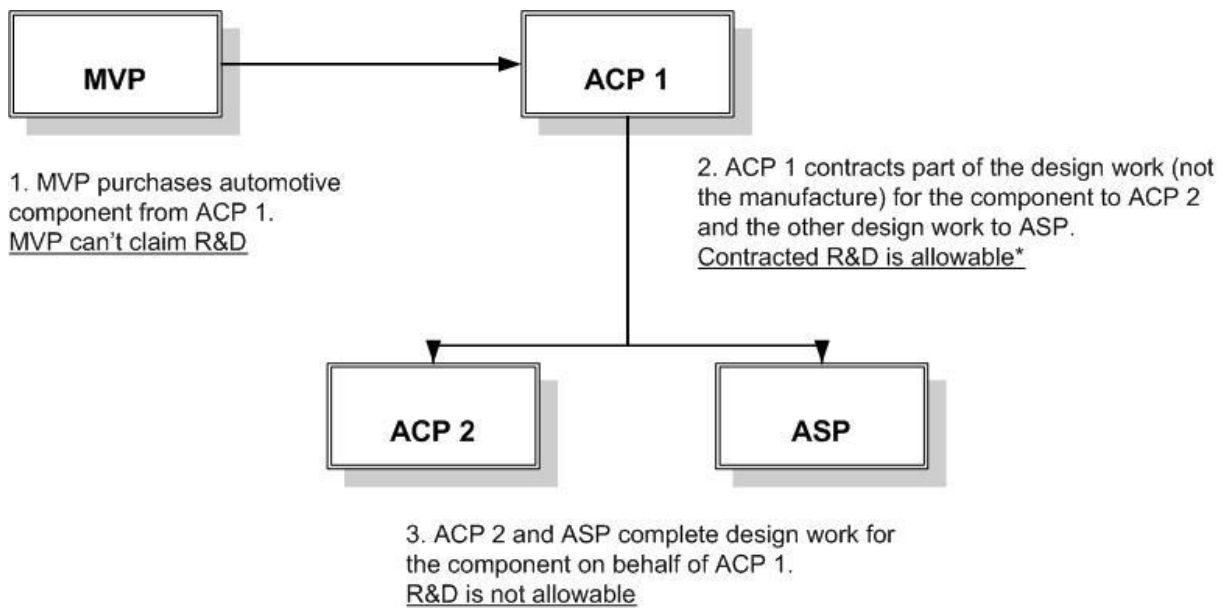 MVP
ACP 1
1. MVP purchases automotive
component from ACP 1.
MVP can't claim R&D
2. ACP 1 contracts part of the design work (not
the manufacture) for the component to ACP 2
and the other design work to ASP.
Contracted R&D is allowable*
ACP 2
ASP
3. ACP 2 and ASP complete design work for
the component on behalf of ACP 1.
R&D is not allowable